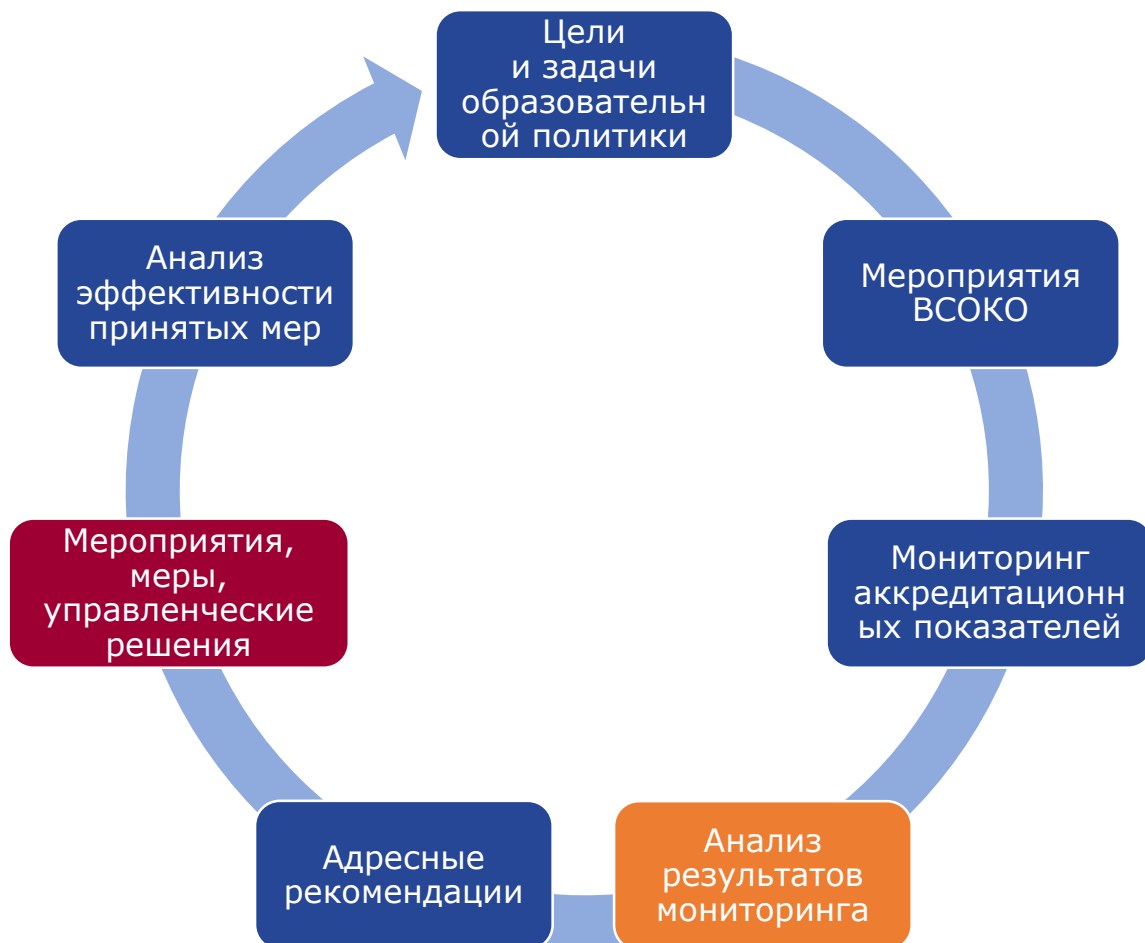 Цели
и задачи
образовательн
ой политики
Мероприятия
ВСОКО
Мониторинг
аккредитационн
ых показателей
Анализ
результатов
мониторинга
Адресные
рекомендации
Мероприятия,
меры,
управленческие
решения
Анализ
эффективности
принятых мер